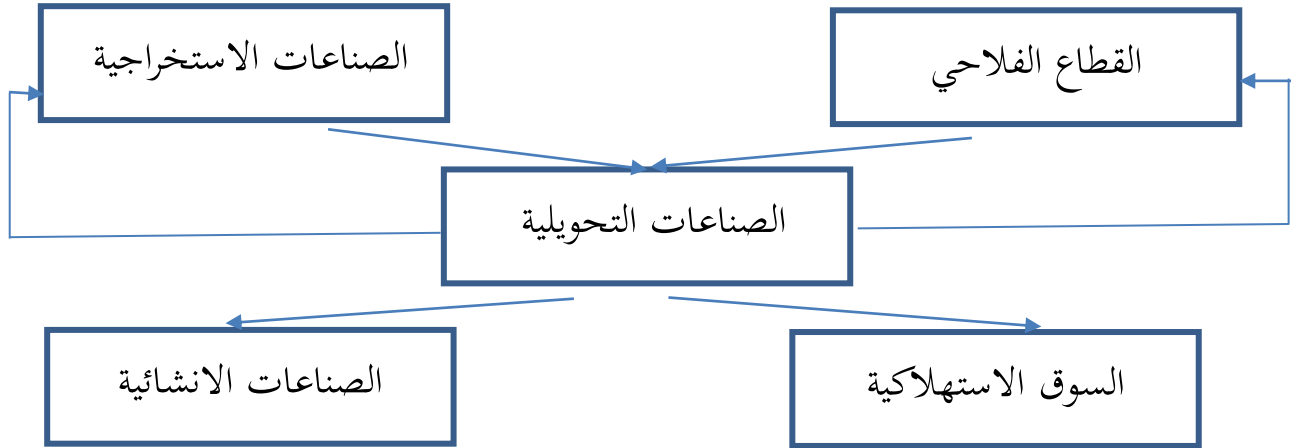 القطاع الفلاحي
الصناعات الاستخراجية
الصناعات التحويلية
السوق الاستهلاكية
الصناعات الانشائية